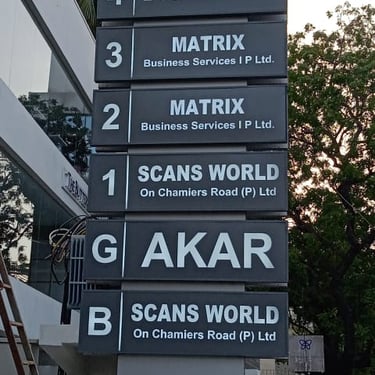 3 MATRIX
Business Services I P Ltd.
2 MATRIX
Business Services I P Ltd.
1 SCANS WORLD
On Chamiers Road (P) Ltd
G AKAR
B SCANS WORLD
On Chamiers Road (P) Ltd